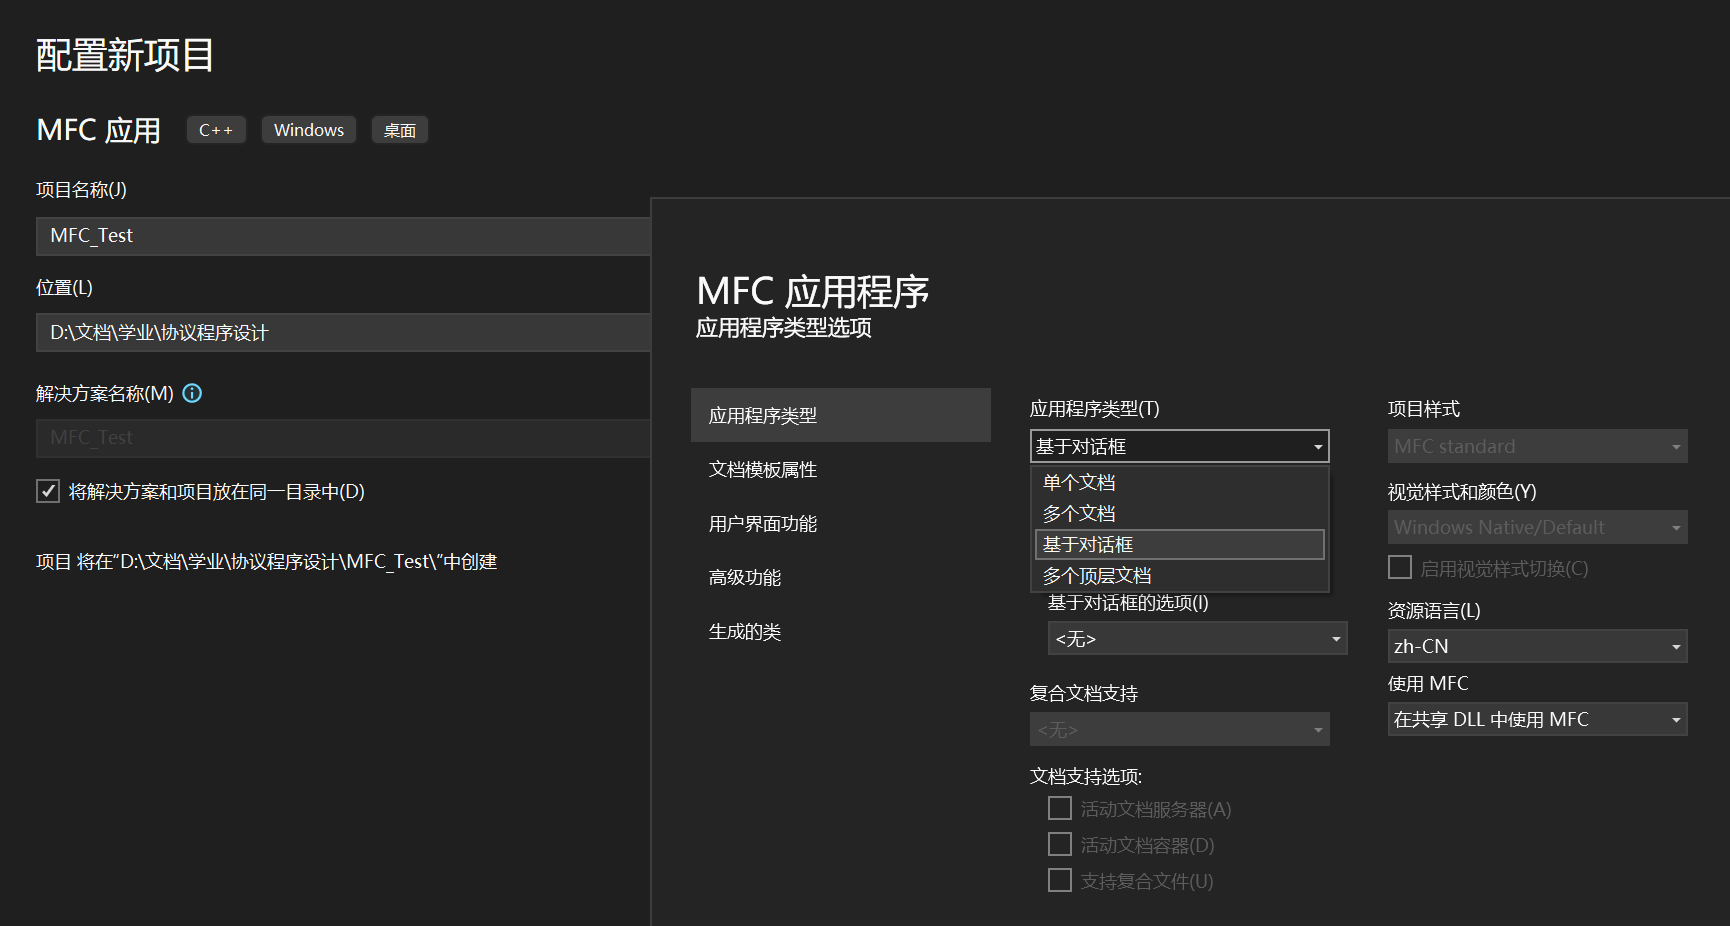 配置新项目
MFC 应用
C++
Windows
桌面
项目名称(J)
MFC_Test
位置(L)
D:\文档\学业\协议程序设计
解决方案名称(M)
MFC_Test
将解决方案和项目放在同一目录中(D)
项目 将在“D:\文档\学业\协议程序设计\MFC_Test\”中创建
MFC 应用程序
应用程序类型选项
应用程序类型
文档模板属性
用户界面功能
高级功能
生成的类
应用程序类型(T)
基于对话框
单个文档
多个文档
基于对话框
多个顶层文档
基于对话框的选项(I)
<无>
复合文档支持
<无>
文档支持选项:
活动文档服务器(A)
活动文档容器(D)
支持复合文件(U)
项目样式
MFC standard
视觉样式和颜色(Y)
Windows Native/Default
启用视觉样式切换(C)
资源语言(L)
zh-CN
使用 MFC
在共享 DLL 中使用 MFC